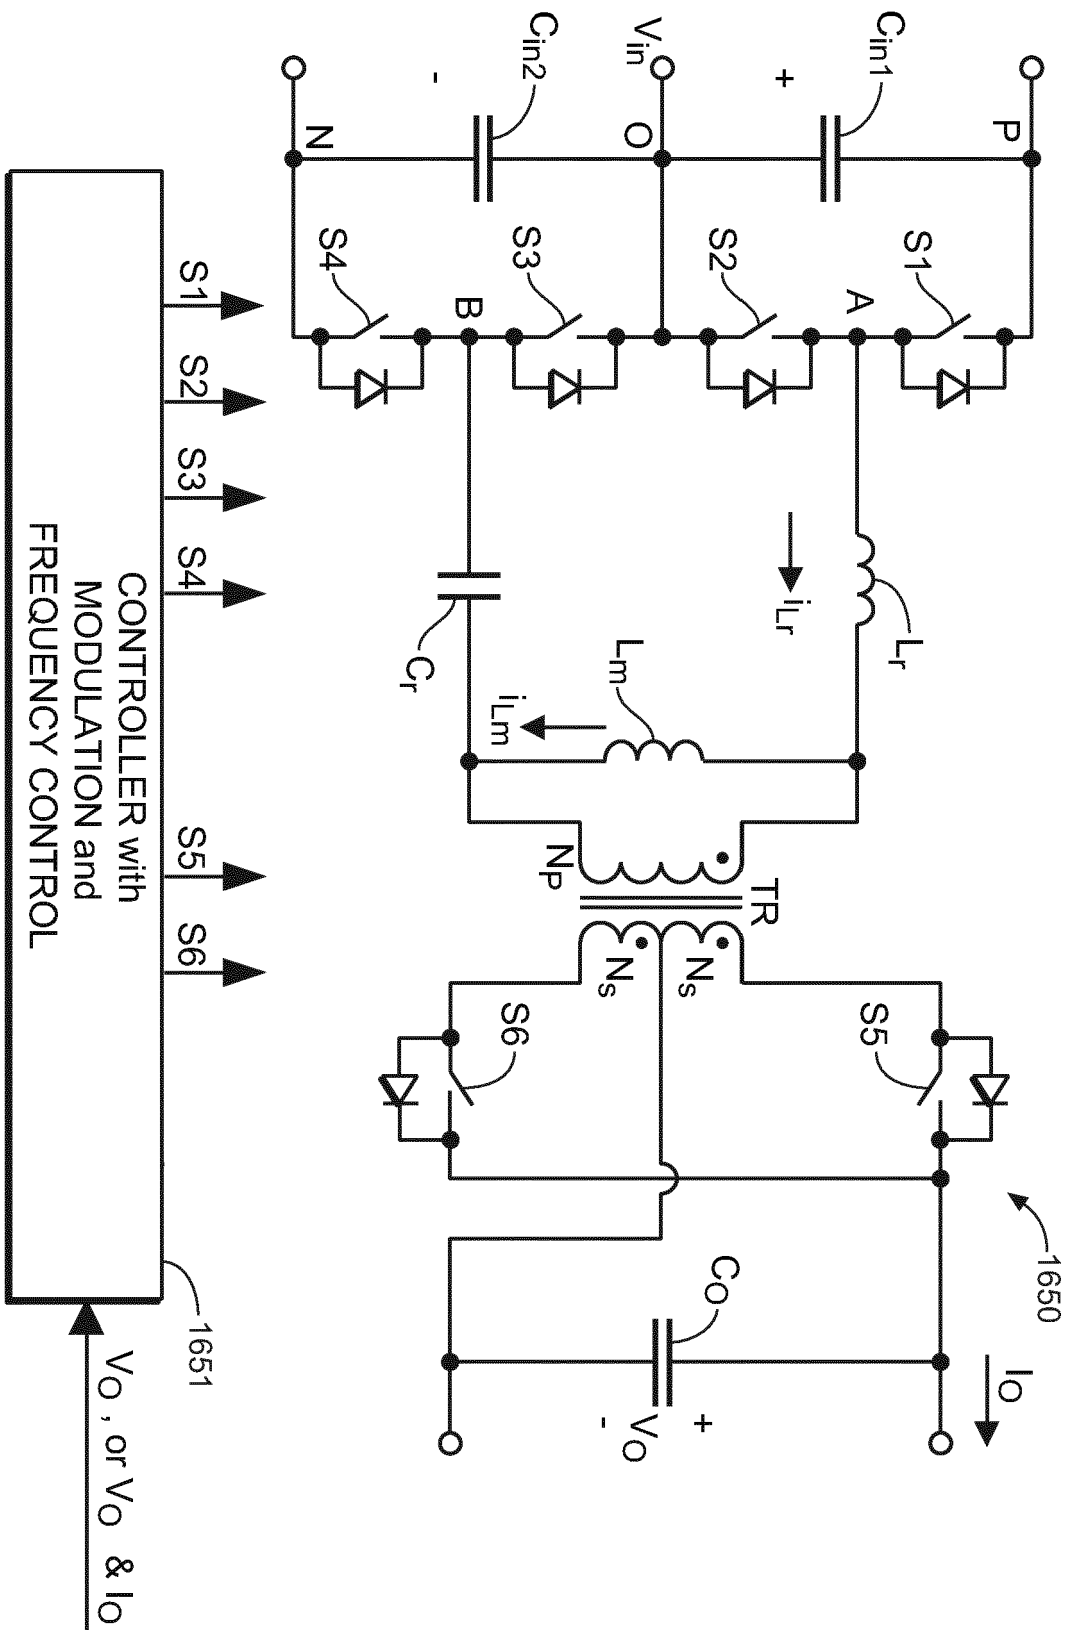 1650
P
C_in1
S1
+
A
L_r
i_Lr
S5
I_O
S2
V_in
O
L_m
TR
N_s
C_O
+
V_O
-
S3
C_in2
-
B
i_Lm
N_P
N_s
S6
N
S4
C_r
S1
S2
S3
S4
S5
S6
CONTROLLER with
MODULATION and
FREQUENCY CONTROL
1651
V_O , or V_O & I_O